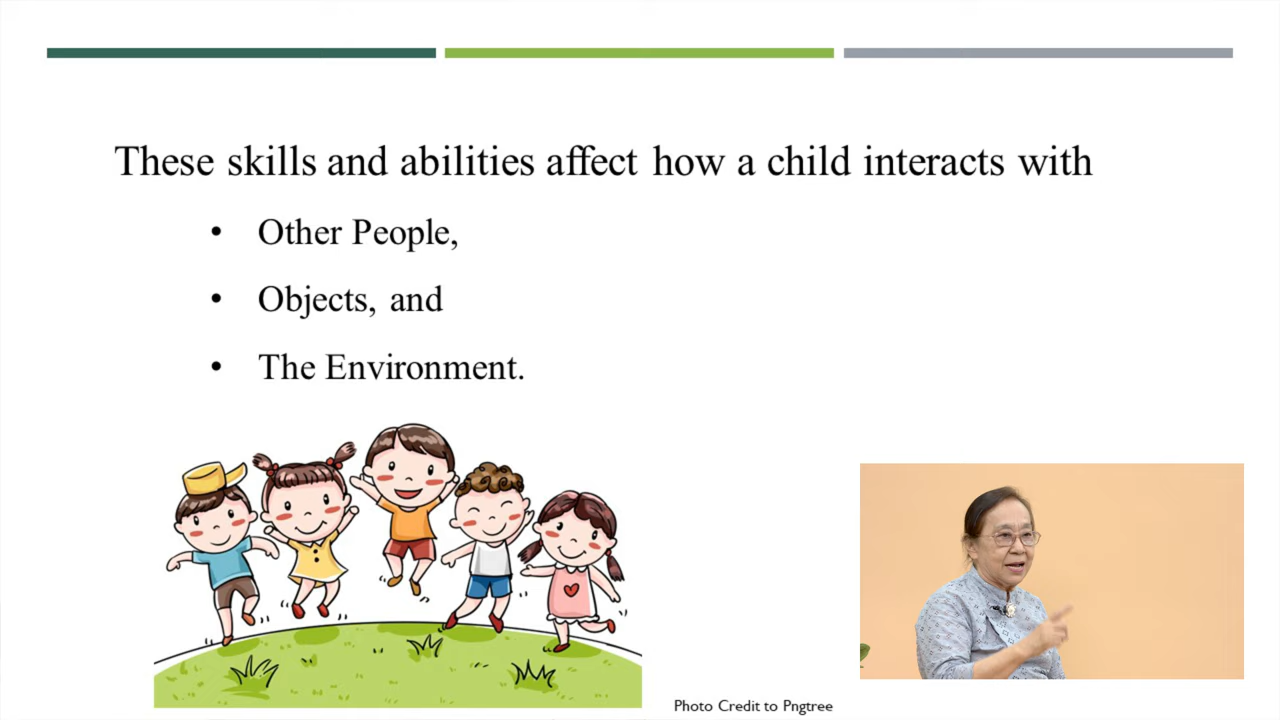 These skills and abilities affect how a child interacts with
• Other People,
• Objects, and
• The Environment.
Photo Credit to Pngtree